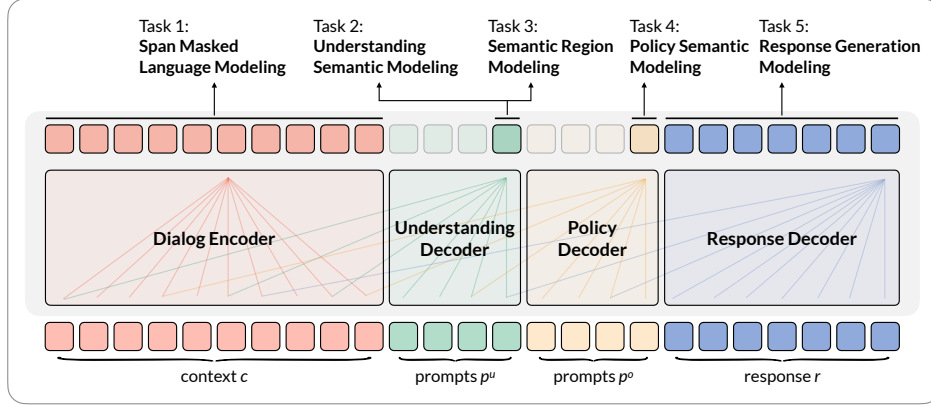 Task 1:
Span Masked
Language Modeling
Task 2:
Understanding
Semantic Modeling
Task 3:
Semantic Region
Modeling
Task 4:
Policy Semantic
Modeling
Task 5:
Response Generation
Modeling
Dialog Encoder
Understanding
Decoder
Policy
Decoder
Response Decoder
context c
prompts pᵘ
prompts pᵒ
response r